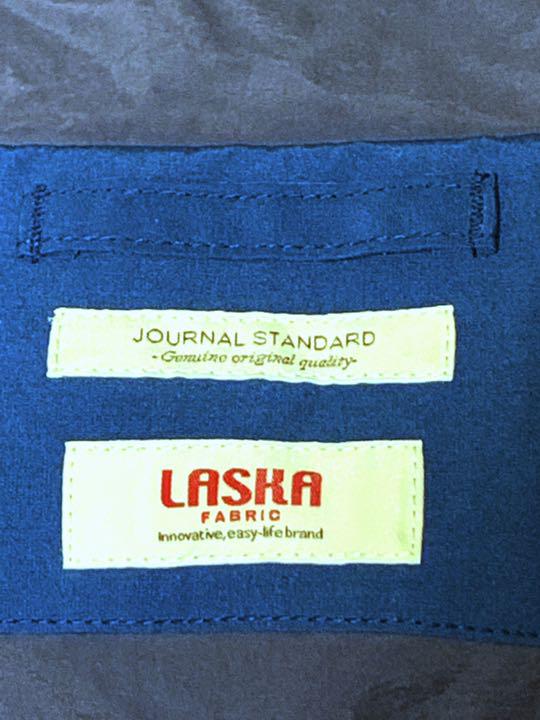 JOURNAL STANDARD
-Genuine original quality-
LASKA
FABRIC
Innovative, easy-life brand